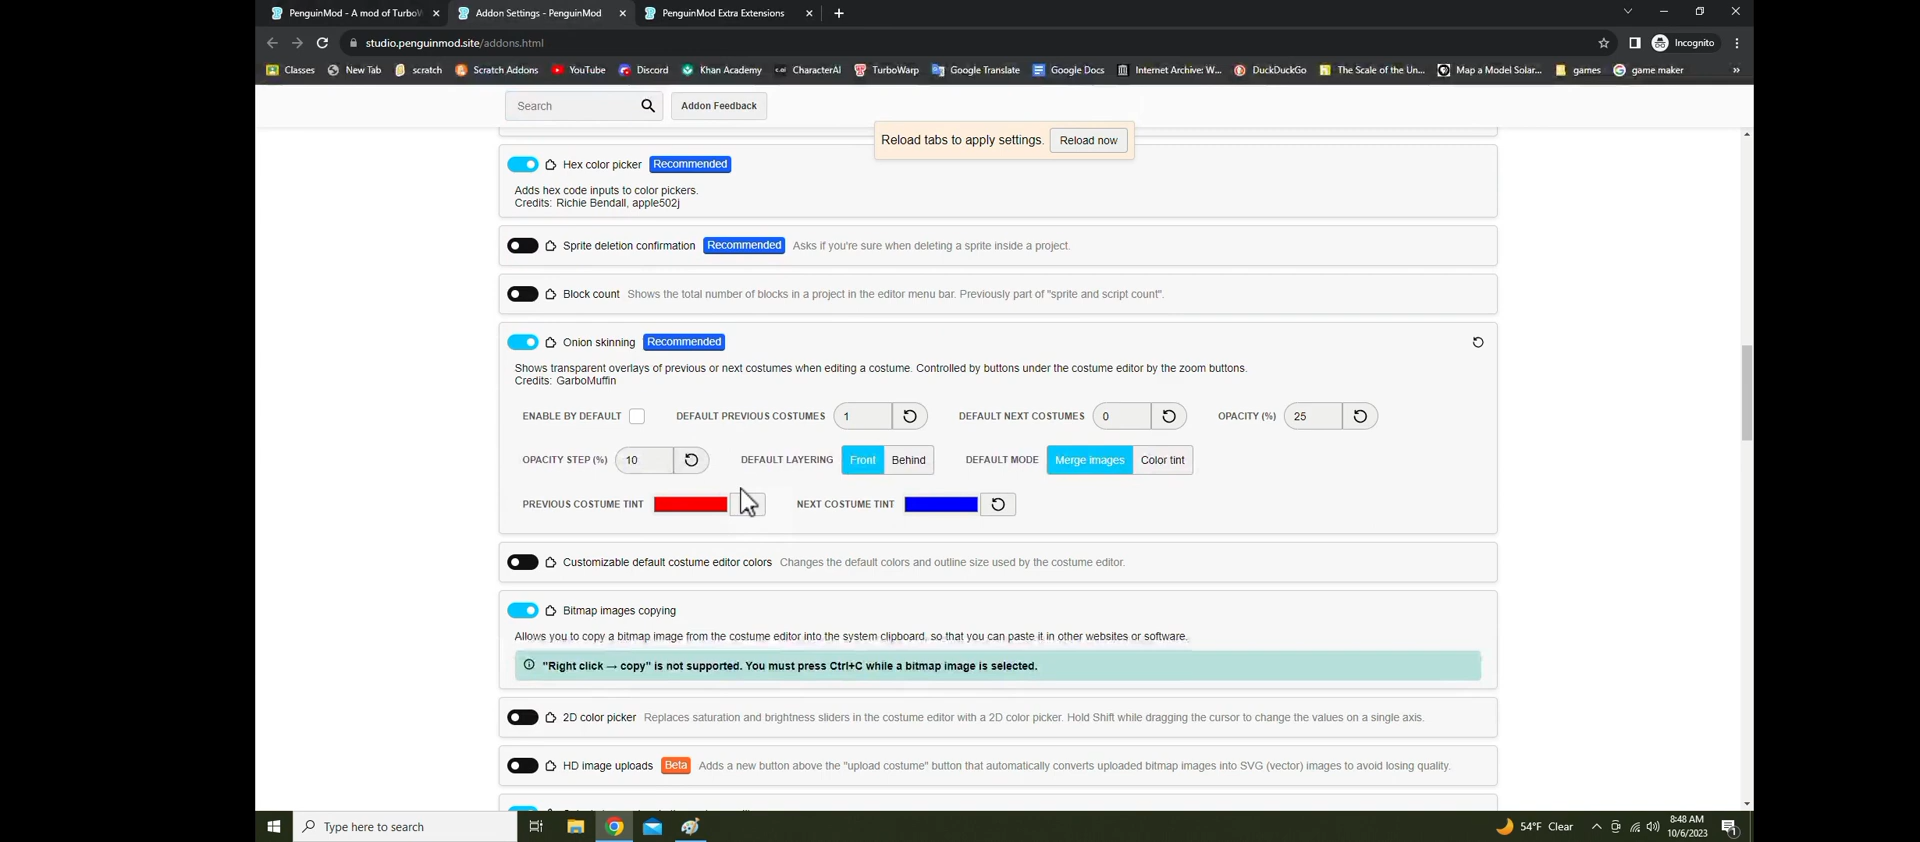 PenguinMod - A mod of TurboW
Addon Settings - PenguinMod
PenguinMod Extra Extensions
studio.penguinmod.site/addons.html
Incognito
Classes
New Tab
scratch
Scratch Addons
YouTube
Discord
Khan Academy
c.ai
CharacterAI
TurboWarp
Google Translate
Google Docs
Internet Archive: W...
DuckDuckGo
The Scale of the Un...
Map a Model Solar...
games
game maker
»
Search
Addon Feedback
Reload tabs to apply settings.
Reload now
Hex color picker Recommended
Adds hex code inputs to color pickers.
Credits: Richie Bendall, apple502j
Sprite deletion confirmation Recommended Asks if you're sure when deleting a sprite inside a project.
Block count Shows the total number of blocks in a project in the editor menu bar. Previously part of "sprite and script count".
Onion skinning Recommended
Shows transparent overlays of previous or next costumes when editing a costume. Controlled by buttons under the costume editor by the zoom buttons.
Credits: GarboMuffin
ENABLE BY DEFAULT DEFAULT PREVIOUS COSTUMES 1 DEFAULT NEXT COSTUMES 0 OPACITY (%) 25
OPACITY STEP (%) 10 DEFAULT LAYERING Front Behind DEFAULT MODE Merge images Color tint
PREVIOUS COSTUME TINT NEXT COSTUME TINT
Customizable default costume editor colors Changes the default colors and outline size used by the costume editor.
Bitmap images copying
Allows you to copy a bitmap image from the costume editor into the system clipboard, so that you can paste it in other websites or software.
"Right click → copy" is not supported. You must press Ctrl+C while a bitmap image is selected.
2D color picker Replaces saturation and brightness sliders in the costume editor with a 2D color picker. Hold Shift while dragging the cursor to change the values on a single axis.
HD image uploads Beta Adds a new button above the "upload costume" button that automatically converts uploaded bitmap images into SVG (vector) images to avoid losing quality.
Type here to search
54°F Clear
8:48 AM
10/6/2023
1